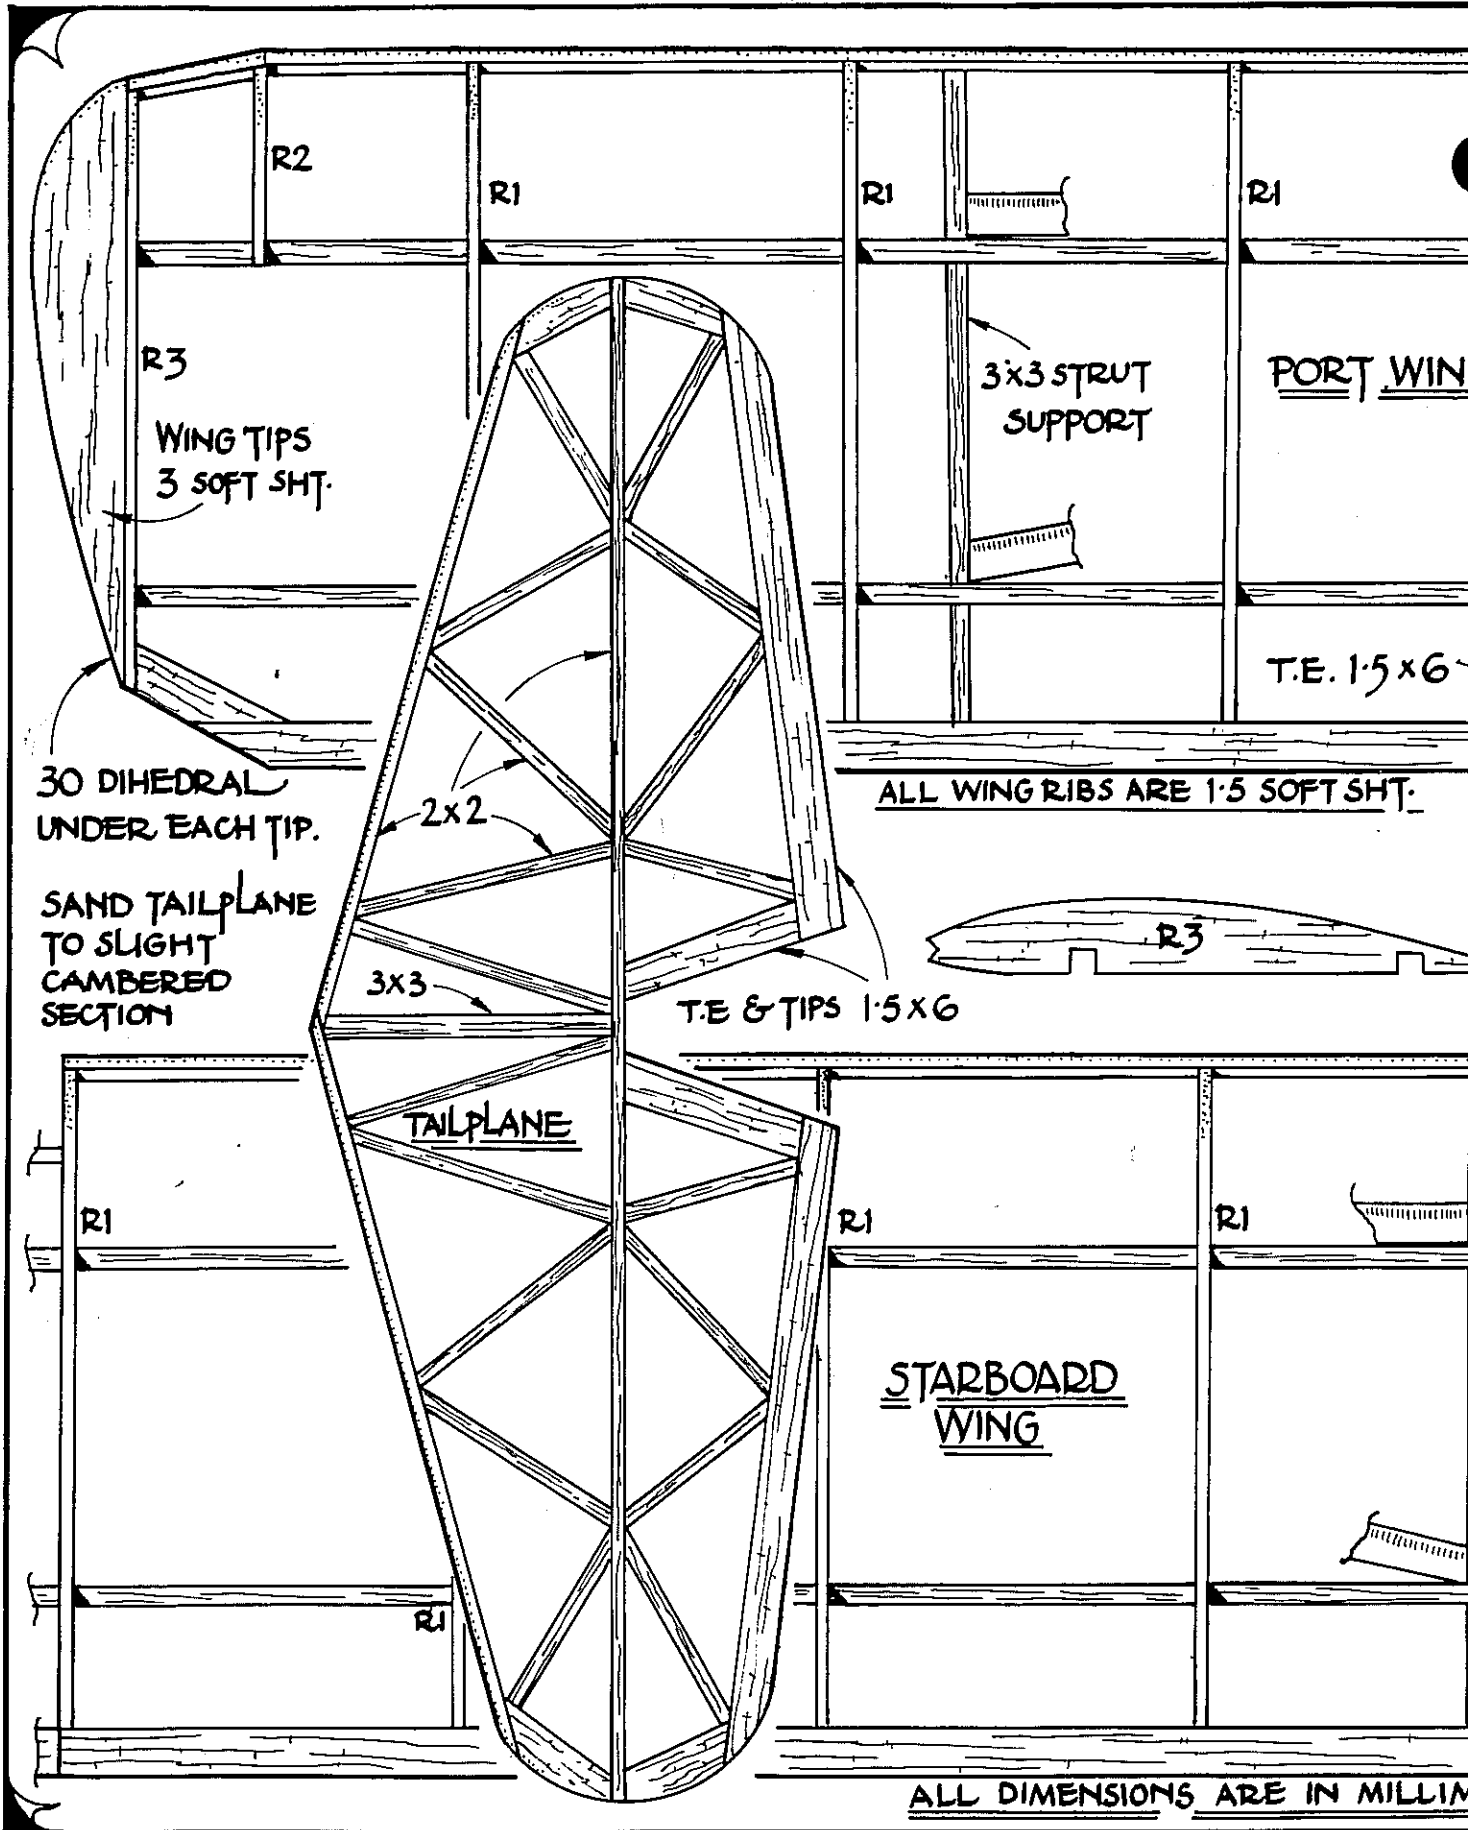 R2
R1
R1
R1
R3
3x3 STRUT
SUPPORT
PORT WIN
WING TIPS
3 SOFT SHT.
T.E. 1·5 x 6
30 DIHEDRAL
UNDER EACH TIP.
2x2
ALL WING RIBS ARE 1·5 SOFT SHT.
SAND TAILPLANE
TO SLIGHT
CAMBERED
SECTION
R3
3x3
T.E & TIPS 1·5 x 6
TAILPLANE
R1
R1
R1
STARBOARD
WING
R1
ALL DIMENSIONS ARE IN MILLIM